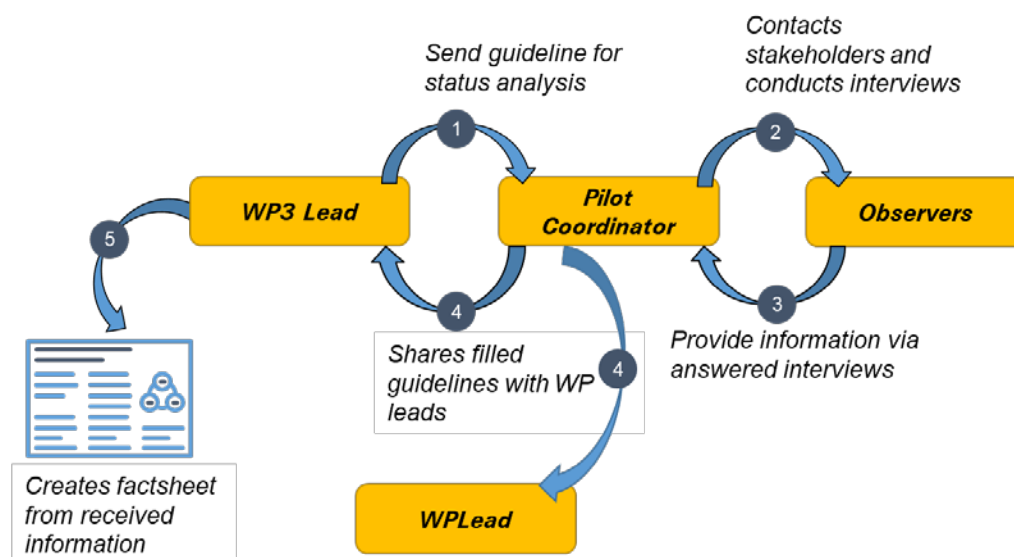 Send guideline for
status analysis
Contacts
stakeholders and
conducts interviews
1
2
WP3 Lead
Pilot
Coordinator
Observers
5
4
3
Shares filled
guidelines with WP
leads
4
Provide information via
answered interviews
Creates factsheet
from received
information
WPLead